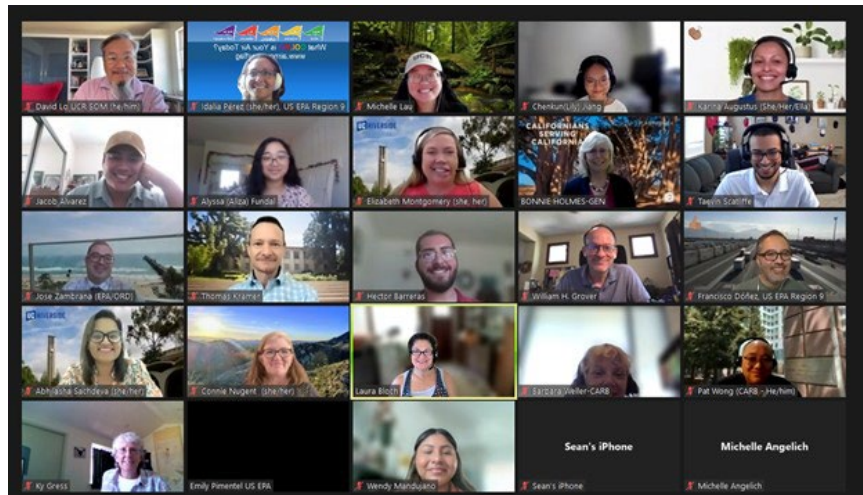 David Lo UCR SOM (he/him)
What COLOR is Your Air Today?
Idalia Pérez (she/her), US EPA Region 9
Michelle Lau
Chenkun(Lily) Jiang
Karina Augustus (She/Her/Ella)
Jacob Alvarez
Alyssa (Aliza) Fundal
UC RIVERSIDE
Elizabeth Montgomery (she, her)
CALIFORNIANS
SERVING
CALIFORNIA
BONNIE-HOLMES-GEN
Taevin Scatliffe
Jose Zambrana (EPA/ORD)
Thomas Kramer
Hector Barreras
William H. Grover
Francisco Dóñez, US EPA Region 9
UC RIVERSIDE
Abhilasha Sachdeva (she/her)
Connie Nugent (she/her)
Laura Bloch
Barbara Weller-CARB
Pat Wong (CARB - He/him)
Ky Gress
Emily Pimentel US EPA
Wendy Mandujano
Sean's iPhone
Sean's iPhone
Michelle Angelich
Michelle Angelich